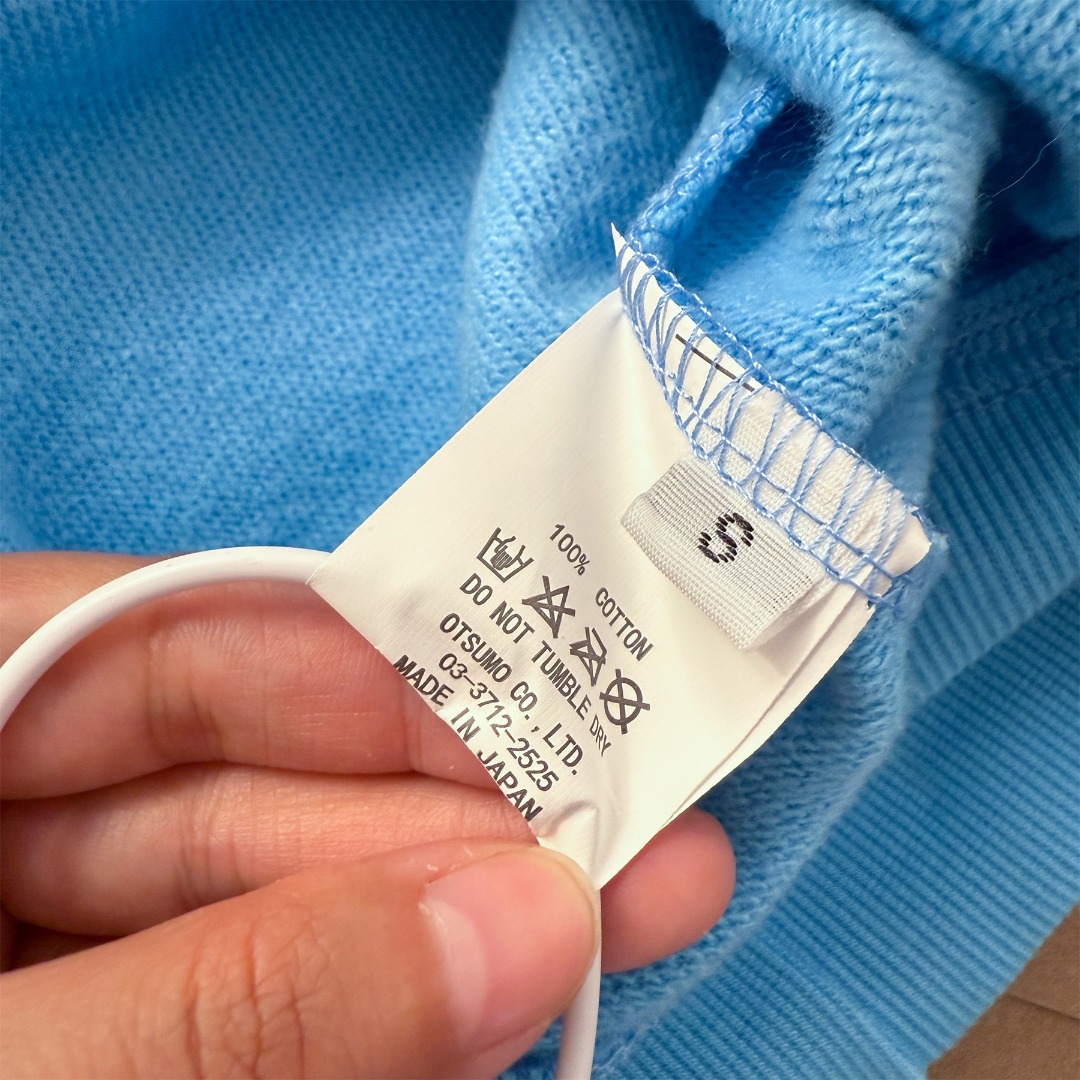 S
100% COTTON
DO NOT TUMBLE DRY
OTSUMO CO., LTD.
03-3712-2525
MADE IN JAPAN